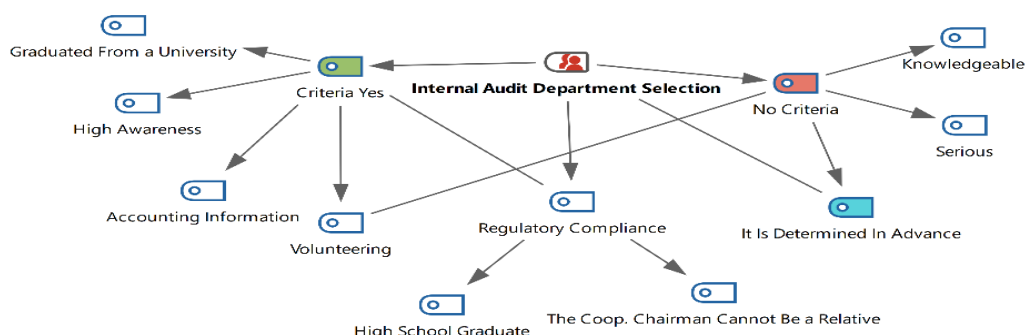 Graduated From a University
Criteria Yes
Internal Audit Department Selection
Knowledgeable
High Awareness
No Criteria
Serious
Accounting Information
Volunteering
Regulatory Compliance
It Is Determined In Advance
High School Graduate
The Coop. Chairman Cannot Be a Relative